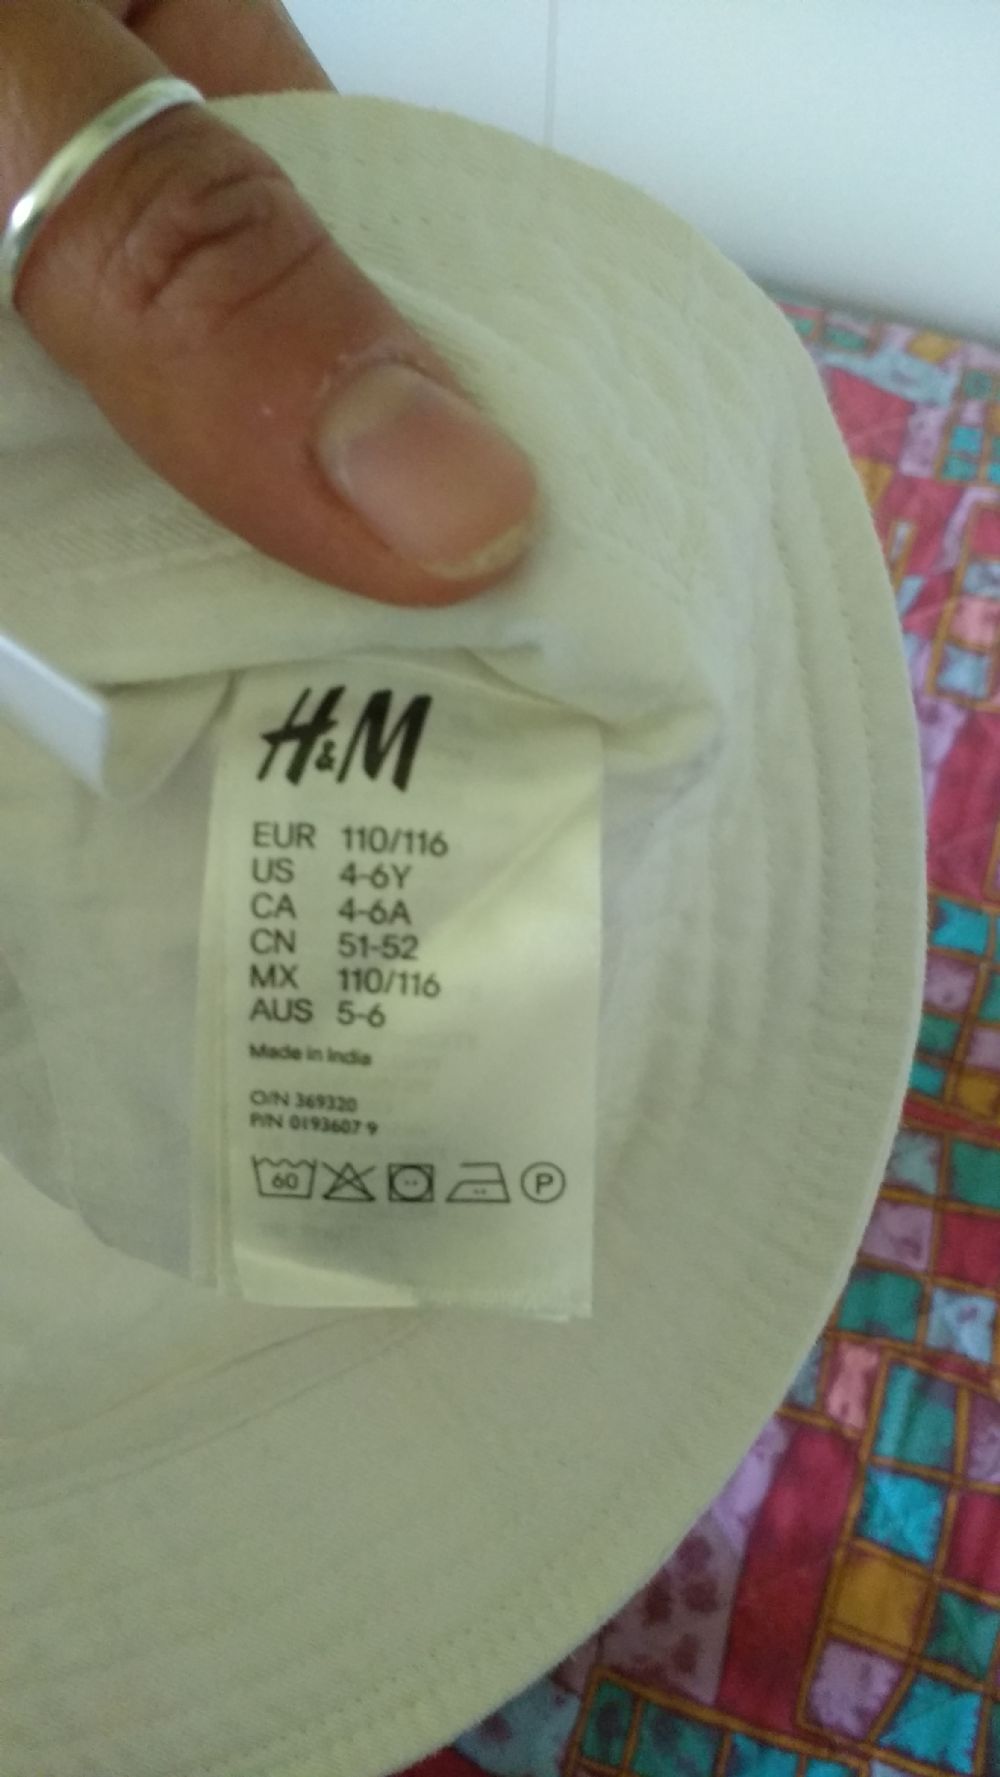 H&M
EUR 110/116
US 4-6Y
CA 4-6A
CN 51-52
MX 110/116
AUS 5-6
Made in India
O/N 369320
P/N 0193607 9
60 P